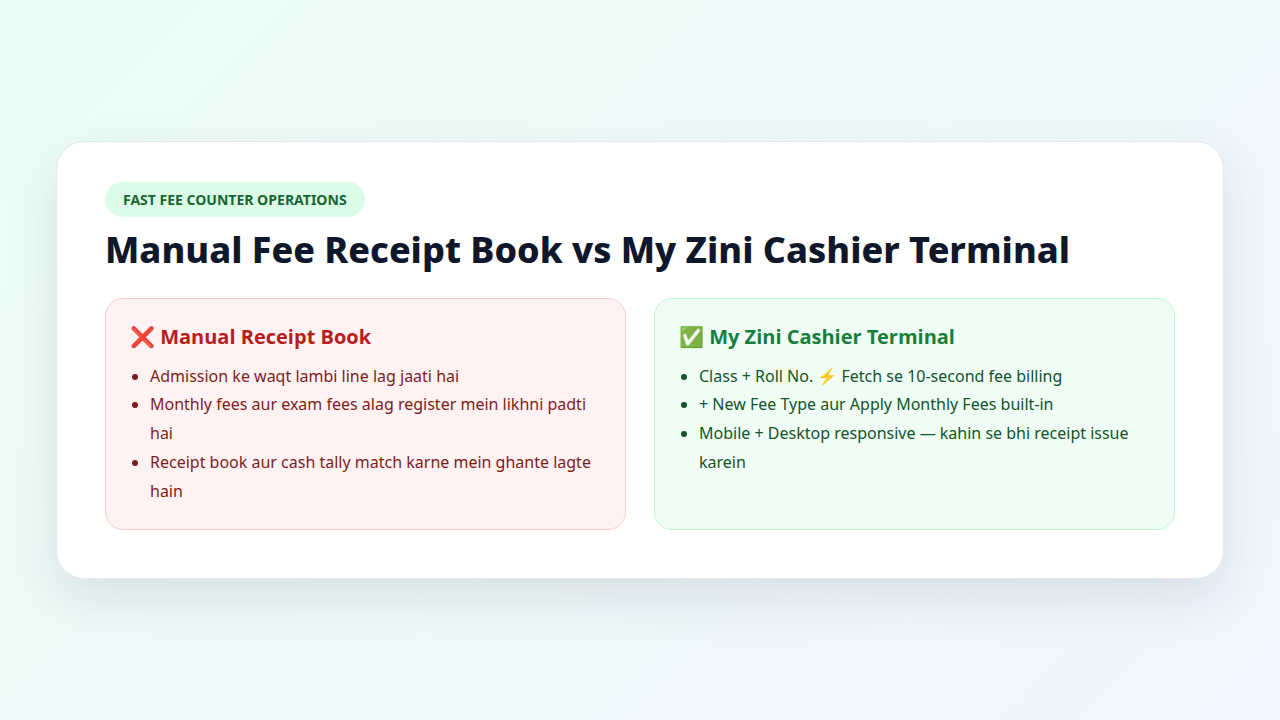 FAST FEE COUNTER OPERATIONS
Manual Fee Receipt Book vs My Zini Cashier Terminal
❌ Manual Receipt Book
• Admission ke waqt lambi line lag jaati hai
• Monthly fees aur exam fees alag register mein likhni padti
hai
• Receipt book aur cash tally match karne mein ghante lagte
hain
✅ My Zini Cashier Terminal
• Class + Roll No. ⚡ Fetch se 10-second fee billing
• + New Fee Type aur Apply Monthly Fees built-in
• Mobile + Desktop responsive — kahin se bhi receipt issue
karein